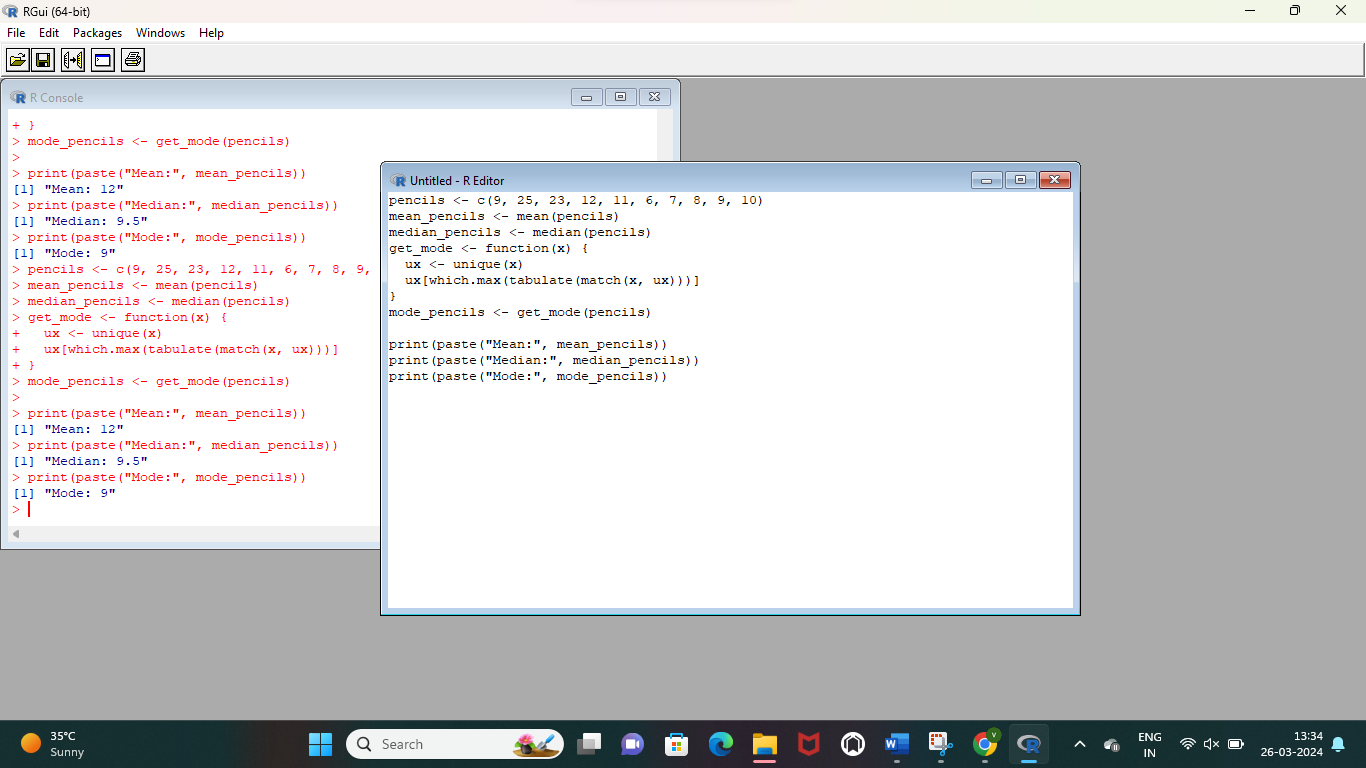 RGui (64-bit)
File Edit Packages Windows Help
R Console
+ }
> mode_pencils <- get_mode(pencils)
>
> print(paste("Mean:", mean_pencils))
[1] "Mean: 12"
> print(paste("Median:", median_pencils))
[1] "Median: 9.5"
> print(paste("Mode:", mode_pencils))
[1] "Mode: 9"
> pencils <- c(9, 25, 23, 12, 11, 6, 7, 8, 9,
> mean_pencils <- mean(pencils)
> median_pencils <- median(pencils)
> get_mode <- function(x) {
+   ux <- unique(x)
+   ux[which.max(tabulate(match(x, ux)))]
+ }
> mode_pencils <- get_mode(pencils)
>
> print(paste("Mean:", mean_pencils))
[1] "Mean: 12"
> print(paste("Median:", median_pencils))
[1] "Median: 9.5"
> print(paste("Mode:", mode_pencils))
[1] "Mode: 9"
>
Untitled - R Editor
pencils <- c(9, 25, 23, 12, 11, 6, 7, 8, 9, 10)
mean_pencils <- mean(pencils)
median_pencils <- median(pencils)
get_mode <- function(x) {
  ux <- unique(x)
  ux[which.max(tabulate(match(x, ux)))]
}
mode_pencils <- get_mode(pencils)
print(paste("Mean:", mean_pencils))
print(paste("Median:", median_pencils))
print(paste("Mode:", mode_pencils))
35°C
Sunny
Search
ENG
IN
13:34
26-03-2024